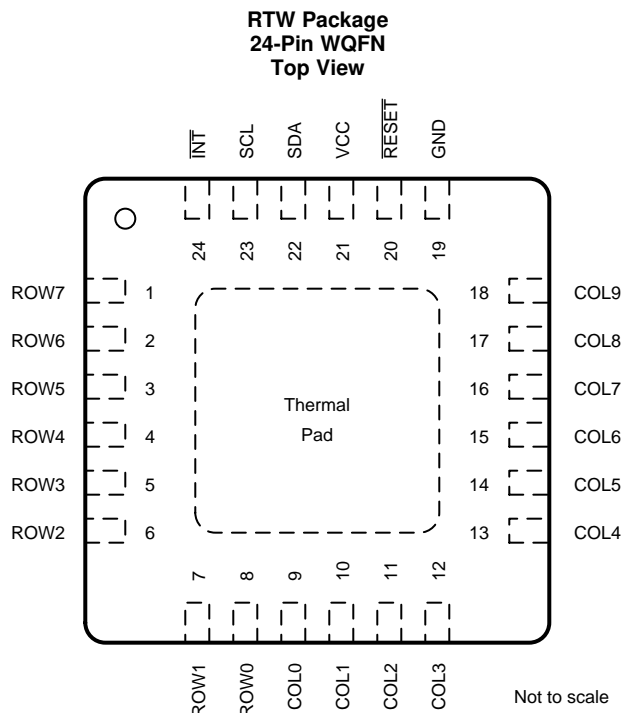 RTW Package
24-Pin WQFN
Top View
INT SCL SDA VCC RESET GND
24 23 22 21 20 19
ROW7 1 18 COL9
ROW6 2 17 COL8
ROW5 3 16 COL7
ROW4 4 15 COL6
ROW3 5 14 COL5
ROW2 6 13 COL4
Thermal
Pad
7 8 9 10 11 12
ROW1 ROW0 COL0 COL1 COL2 COL3
Not to scale